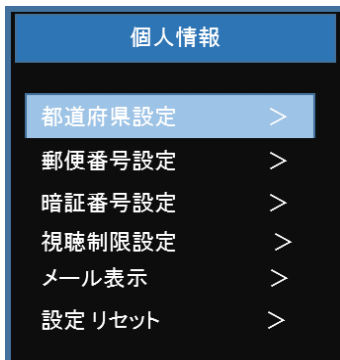 個人情報
都道府県設定 ＞
郵便番号設定 ＞
暗証番号設定 ＞
視聴制限設定 ＞
メール表示 ＞
設定 リセット ＞